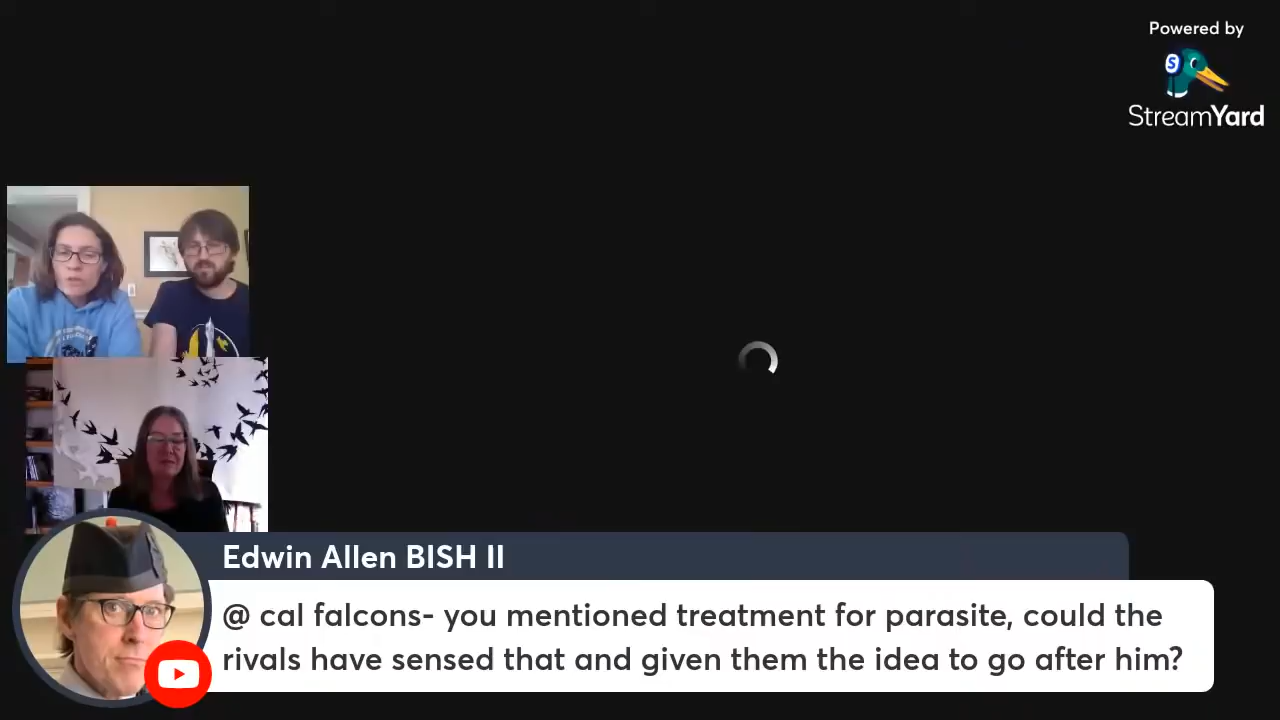 Powered by
StreamYard
Edwin Allen BISH II
@ cal falcons- you mentioned treatment for parasite, could the
rivals have sensed that and given them the idea to go after him?